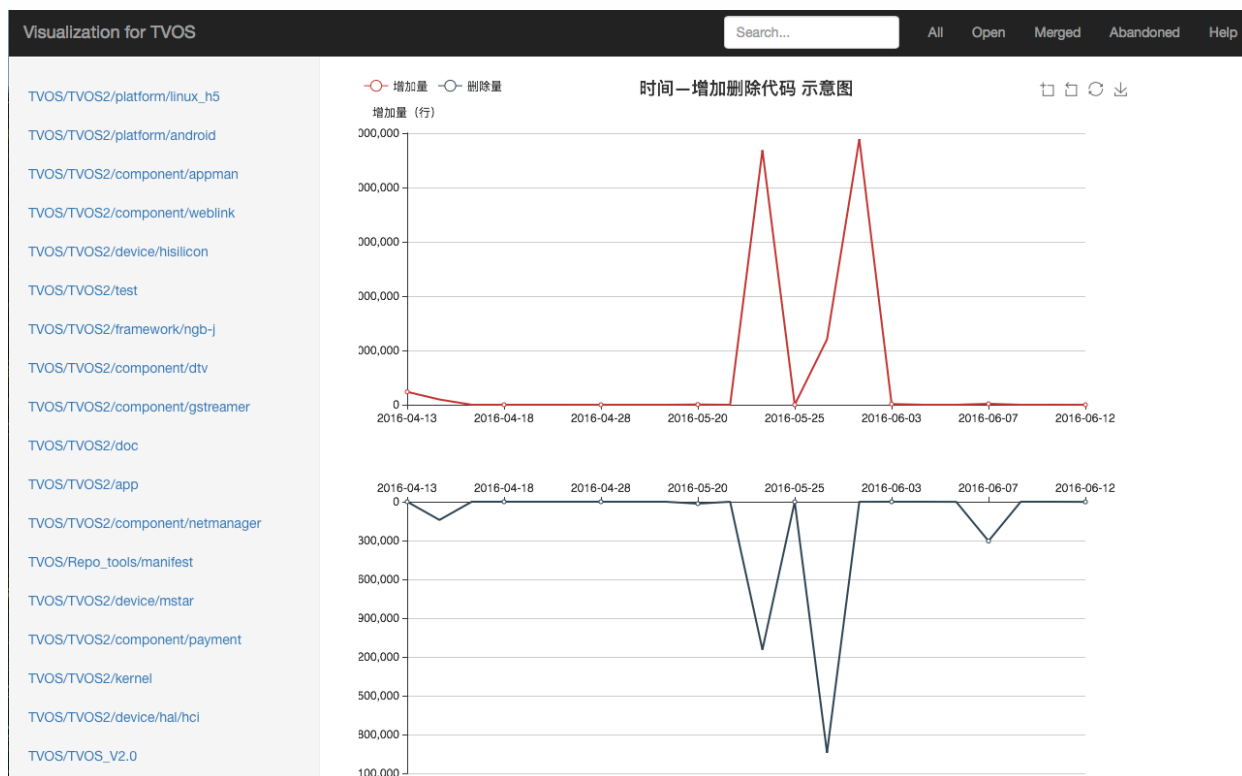 Visualization for TVOS
Search...
All Open Merged Abandoned Help
TVOS/TVOS2/platform/linux_h5
TVOS/TVOS2/platform/android
TVOS/TVOS2/component/appman
TVOS/TVOS2/component/weblink
TVOS/TVOS2/device/hisilicon
TVOS/TVOS2/test
TVOS/TVOS2/framework/ngb-j
TVOS/TVOS2/component/dtv
TVOS/TVOS2/component/gstreamer
TVOS/TVOS2/doc
TVOS/TVOS2/app
TVOS/TVOS2/component/netmanager
TVOS/Repo_tools/manifest
TVOS/TVOS2/device/mstar
TVOS/TVOS2/component/payment
TVOS/TVOS2/kernel
TVOS/TVOS2/device/hal/hci
TVOS/TVOS_V2.0
增加量 删除量
时间—增加删除代码 示意图
增加量（行）
000,000
000,000
000,000
000,000
000,000
0
2016-04-13 2016-04-18 2016-04-28 2016-05-20 2016-05-25 2016-06-03 2016-06-07 2016-06-12
2016-04-13 2016-04-18 2016-04-28 2016-05-20 2016-05-25 2016-06-03 2016-06-07 2016-06-12
0
300,000
600,000
900,000
200,000
500,000
800,000
100,000